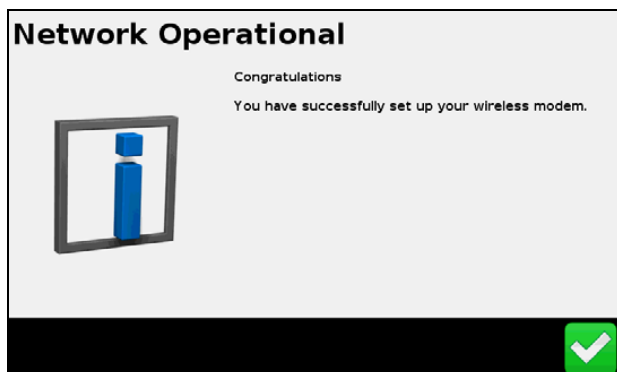 Network Operational
Congratulations
You have successfully set up your wireless modem.